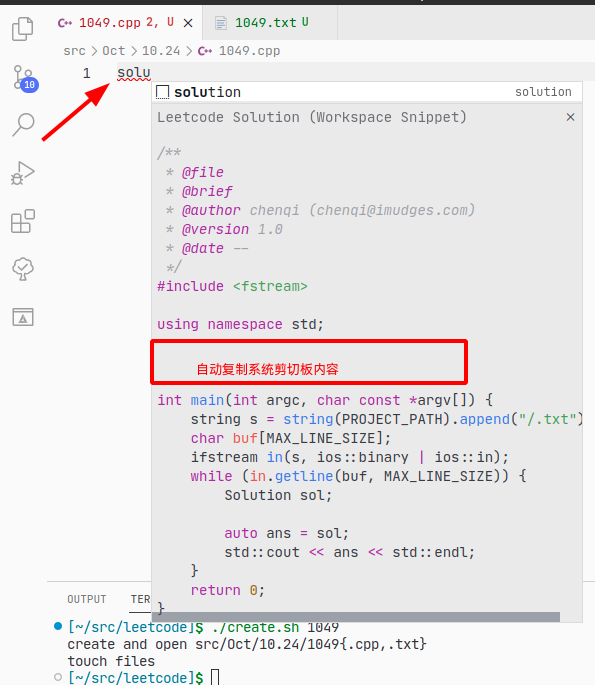 1049.cpp 2, U
1049.txt U
src > Oct > 10.24 > 1049.cpp
10
1 solu
solution solution
Leetcode Solution (Workspace Snippet)
/**
* @file
* @brief
* @author chenqi (chenqi@imudges.com)
* @version 1.0
* @date --
*/
#include <fstream>
using namespace std;
自动复制系统剪切板内容
int main(int argc, char const *argv[]) {
string s = string(PROJECT_PATH).append("/.txt")
char buf[MAX_LINE_SIZE];
ifstream in(s, ios::binary | ios::in);
while (in.getline(buf, MAX_LINE_SIZE)) {
Solution sol;
auto ans = sol;
std::cout << ans << std::endl;
}
return 0;
}
OUTPUT TER
[~/src/leetcode]$ ./create.sh 1049
create and open src/Oct/10.24/1049{.cpp,.txt}
touch files
[~/src/leetcode]$